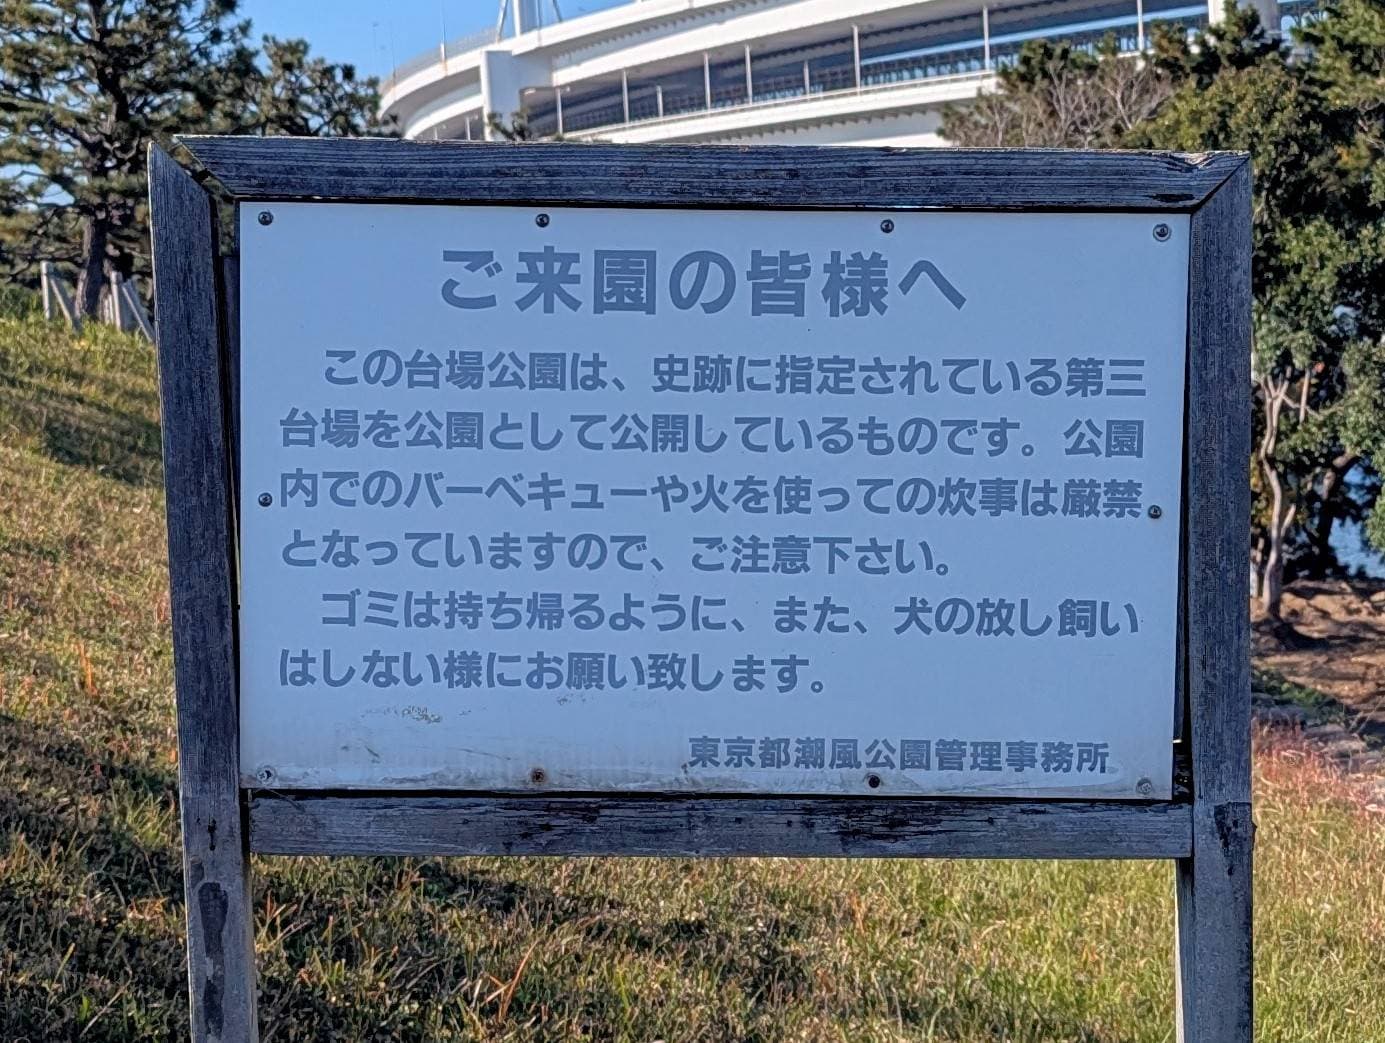 ご来園の皆様へ
この台場公園は、史跡に指定されている第三
台場を公園として公開しているものです。公園
内でのバーベキューや火を使っての炊事は厳禁
となっていますので、ご注意下さい。
ゴミは持ち帰るように、また、犬の放し飼い
はしない様にお願い致します。
東京都潮風公園管理事務所